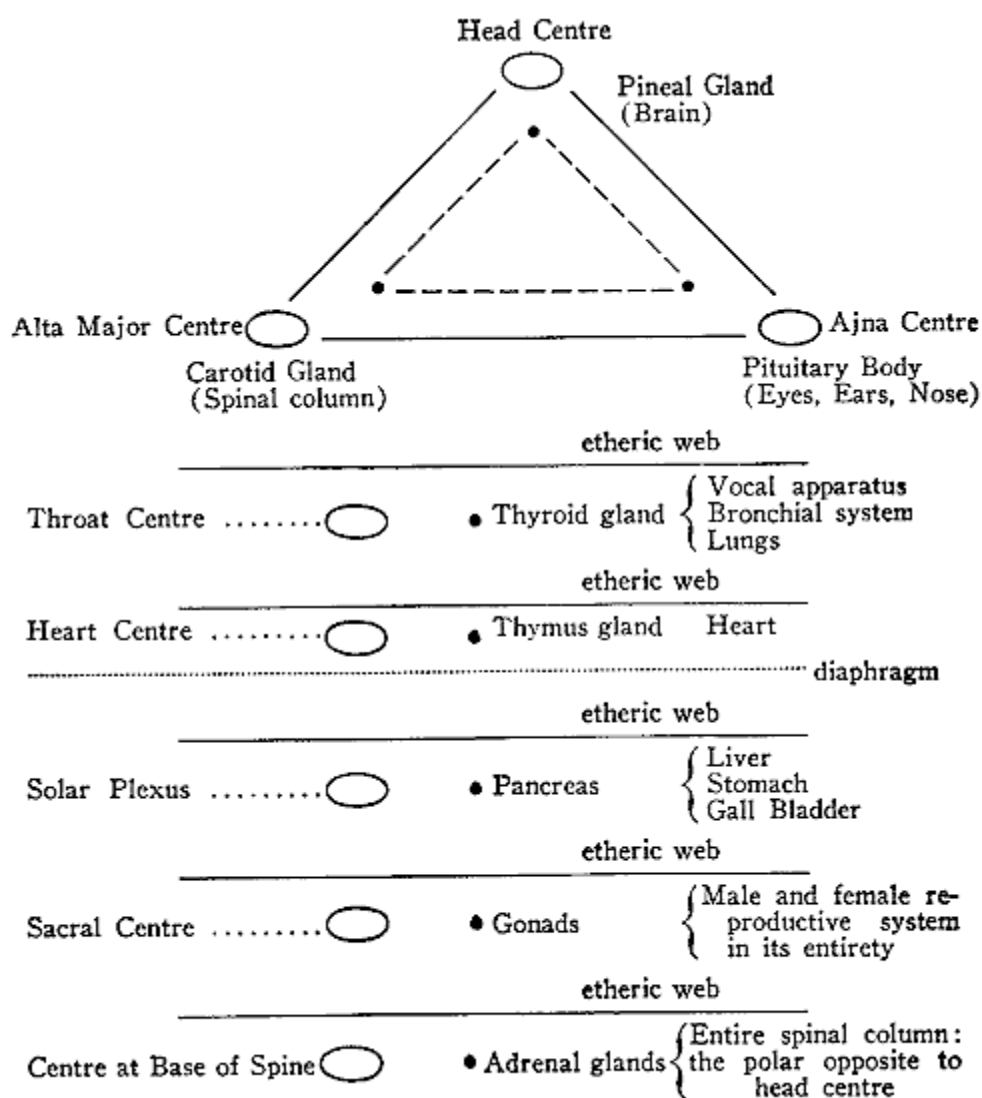 Head Centre
Pineal Gland
(Brain)
Alta Major Centre
Ajna Centre
Carotid Gland
(Spinal column)
Pituitary Body
(Eyes, Ears, Nose)
etheric web
Throat Centre ........
Thyroid gland
Vocal apparatus
Bronchial system
Lungs
etheric web
Heart Centre ........
Thymus gland Heart
diaphragm
etheric web
Solar Plexus .........
Pancreas
Liver
Stomach
Gall Bladder
etheric web
Sacral Centre .........
Gonads
Male and female re-
productive system
in its entirety
etheric web
Centre at Base of Spine
Adrenal glands
Entire spinal column:
the polar opposite to
head centre